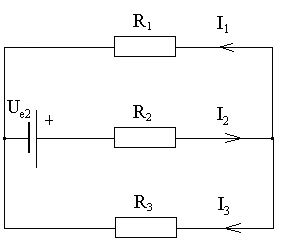 R₁ I₁
Uₑ₂ + R₂ I₂
R₃ I₃